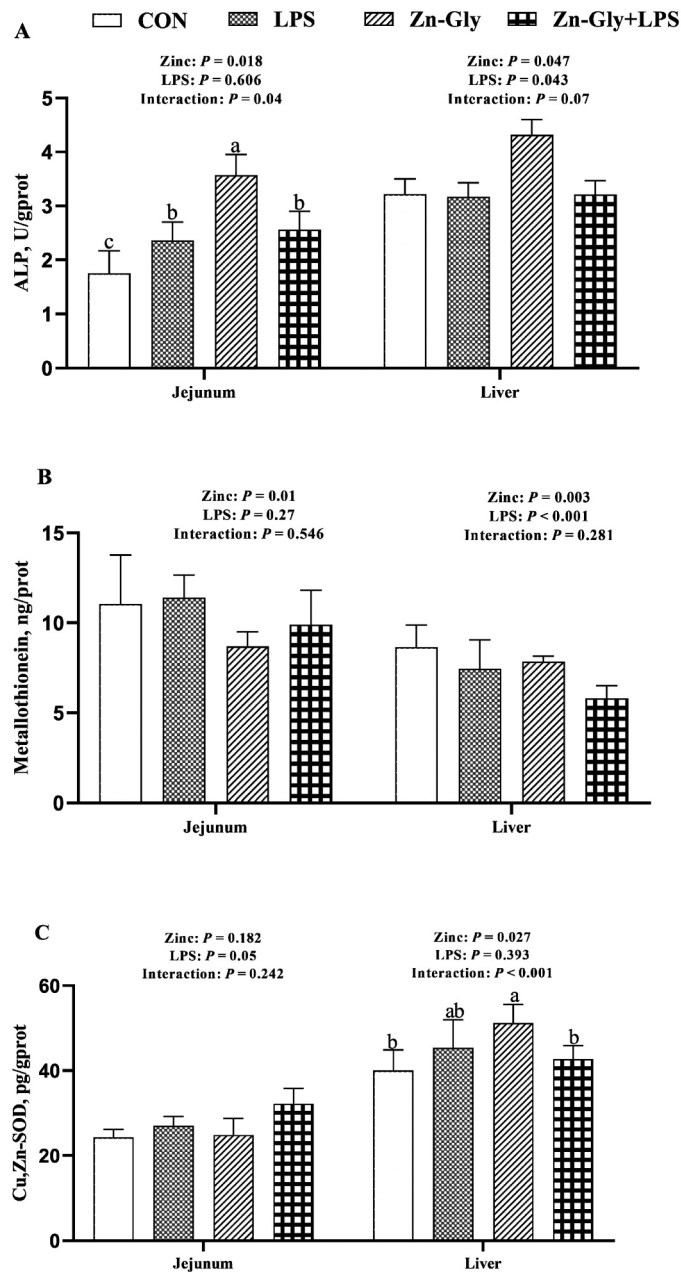 A
CON LPS Zn-Gly Zn-Gly+LPS
Zinc: P = 0.018
LPS: P = 0.606
Interaction: P = 0.04
Zinc: P = 0.047
LPS: P = 0.043
Interaction: P = 0.07
ALP, U/gprot
5
4
3
2
1
0
c
b
a
b
Jejunum
Liver
B
Zinc: P = 0.01
LPS: P = 0.27
Interaction: P = 0.546
Zinc: P = 0.003
LPS: P < 0.001
Interaction: P = 0.281
Metallothionein, ng/prot
15
10
5
0
Jejunum
Liver
C
Zinc: P = 0.182
LPS: P = 0.05
Interaction: P = 0.242
Zinc: P = 0.027
LPS: P = 0.393
Interaction: P < 0.001
Cu,Zn-SOD, pg/gprot
60
40
20
0
b
ab
a
b
Jejunum
Liver